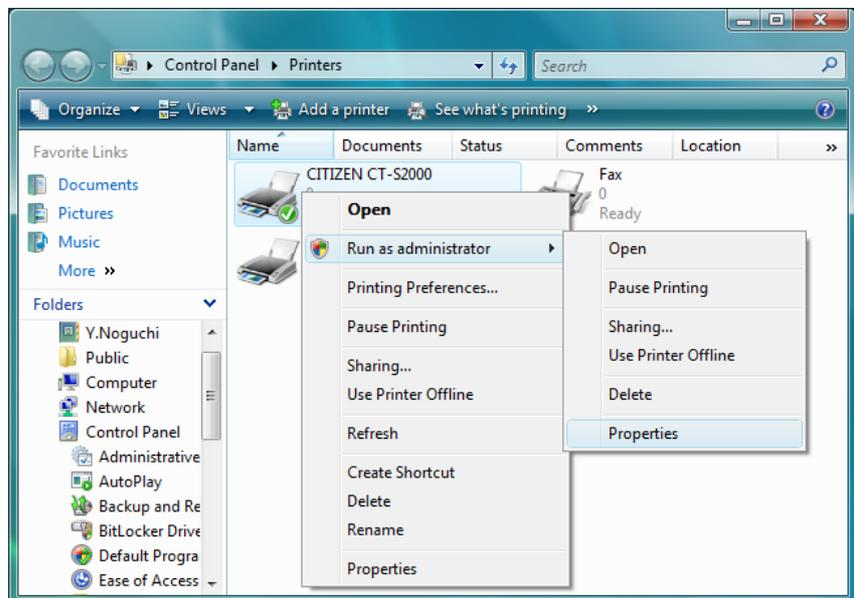 Control Panel ▸ Printers
Search
Organize Views Add a printer See what's printing »
Favorite Links
Documents
Pictures
Music
More »
Folders
Y.Noguchi
Public
Computer
Network
Control Panel
Administrative
AutoPlay
Backup and Re
BitLocker Drive
Default Progra
Ease of Access
Name Documents Status Comments Location »
CITIZEN CT-S2000
Fax
0
Ready
Open
Run as administrator
Printing Preferences...
Pause Printing
Sharing...
Use Printer Offline
Refresh
Create Shortcut
Delete
Rename
Properties
Open
Pause Printing
Sharing...
Use Printer Offline
Delete
Properties